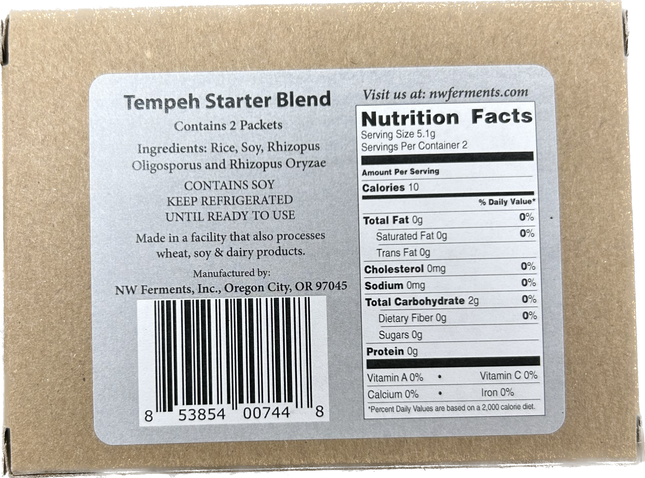 Tempeh Starter Blend
Contains 2 Packets
Ingredients: Rice, Soy, Rhizopus
Oligosporus and Rhizopus Oryzae
CONTAINS SOY
KEEP REFRIGERATED
UNTIL READY TO USE
Made in a facility that also processes
wheat, soy & dairy products.
Manufactured by:
NW Ferments, Inc., Oregon City, OR 97045
8 53854 00744 8
Visit us at: nwferments.com
Nutrition Facts
Serving Size 5.1g
Servings Per Container 2
Amount Per Serving
Calories 10
% Daily Value*
Total Fat 0g 0%
Saturated Fat 0g 0%
Trans Fat 0g
Cholesterol 0mg 0%
Sodium 0mg 0%
Total Carbohydrate 2g 0%
Dietary Fiber 0g 0%
Sugars 0g
Protein 0g
Vitamin A 0% • Vitamin C 0%
Calcium 0% • Iron 0%
*Percent Daily Values are based on a 2,000 calorie diet.